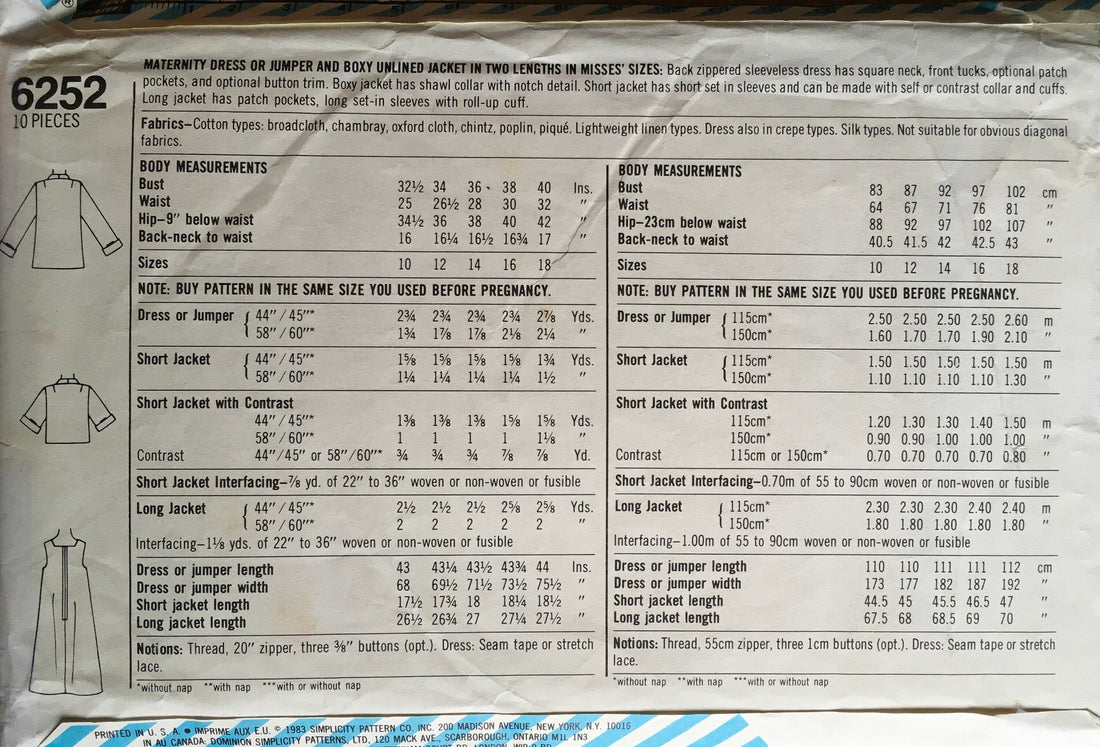 6252
10 PIECES
MATERNITY DRESS OR JUMPER AND BOXY UNLINED JACKET IN TWO LENGTHS IN MISSES' SIZES: Back zippered sleeveless dress has square neck, front tucks, optional patch
pockets, and optional button trim. Boxy jacket has shawl collar with notch detail. Short jacket has short set in sleeves and can be made with self or contrast collar and cuffs.
Long jacket has patch pockets, long set-in sleeves with roll-up cuff.
Fabrics—Cotton types: broadcloth, chambray, oxford cloth, chintz, poplin, piqué. Lightweight linen types. Dress also in crepe types. Silk types. Not suitable for obvious diagonal
fabrics.
BODY MEASUREMENTS
Bust 32½ 34 36 38 40 Ins.
Waist 25 26½ 28 30 32 "
Hip-9" below waist 34½ 36 38 40 42 "
Back-neck to waist 16 16¼ 16½ 16¾ 17 "
Sizes 10 12 14 16 18
NOTE: BUY PATTERN IN THE SAME SIZE YOU USED BEFORE PREGNANCY.
Dress or Jumper { 44"/45"* 2¾ 2¾ 2¾ 2¾ 2⅞ Yds.
58"/60"* 1¾ 1⅞ 1⅞ 2⅛ 2¼ "
Short Jacket { 44"/45"* 1⅝ 1⅝ 1⅝ 1⅝ 1¾ Yds.
58"/60"* 1¼ 1¼ 1¼ 1¼ 1½ "
Short Jacket with Contrast
44"/45"* 1⅜ 1⅜ 1⅜ 1⅝ 1⅝ Yds.
58"/60"* 1 1 1 1 1⅛ "
Contrast 44"/45" or 58"/60"* ¾ ¾ ¾ ⅞ ⅞ Yd.
Short Jacket Interfacing—⅞ yd. of 22" to 36" woven or non-woven or fusible
Long Jacket { 44"/45"* 2½ 2½ 2½ 2⅝ 2⅝ Yds.
58"/60"* 2 2 2 2 2 "
Interfacing—1⅛ yds. of 22" to 36" woven or non-woven or fusible
Dress or jumper length 43 43¼ 43½ 43¾ 44 Ins.
Dress or jumper width 68 69½ 71½ 73½ 75½ "
Short jacket length 17½ 17¾ 18 18¼ 18½ "
Long jacket length 26½ 26¾ 27 27¼ 27½ "
Notions: Thread, 20" zipper, three ⅜" buttons (opt.). Dress: Seam tape or stretch
lace.
*without nap **with nap ***with or without nap
BODY MEASUREMENTS
Bust 83 87 92 97 102 cm
Waist 64 67 71 76 81 "
Hip-23cm below waist 88 92 97 102 107 "
Back-neck to waist 40.5 41.5 42 42.5 43 "
Sizes 10 12 14 16 18
NOTE: BUY PATTERN IN THE SAME SIZE YOU USED BEFORE PREGNANCY.
Dress or Jumper { 115cm* 2.50 2.50 2.50 2.50 2.60 m
150cm* 1.60 1.70 1.70 1.90 2.10 "
Short Jacket { 115cm* 1.50 1.50 1.50 1.50 1.50 m
150cm* 1.10 1.10 1.10 1.10 1.30 "
Short Jacket with Contrast
115cm* 1.20 1.30 1.30 1.40 1.50 m
150cm* 0.90 0.90 1.00 1.00 1.00 "
Contrast 115cm or 150cm* 0.70 0.70 0.70 0.70 0.80 "
Short Jacket Interfacing—0.70m of 55 to 90cm woven or non-woven or fusible
Long Jacket { 115cm* 2.30 2.30 2.30 2.40 2.40 m
150cm* 1.80 1.80 1.80 1.80 1.80 "
Interfacing—1.00m of 55 to 90cm woven or non-woven or fusible
Dress or jumper length 110 110 111 111 112 cm
Dress or jumper width 173 177 182 187 192 "
Short jacket length 44.5 45 45.5 46.5 47 "
Long jacket length 67.5 68 68.5 69 70 "
Notions: Thread, 55cm zipper, three 1cm buttons (opt.). Dress: Seam tape or stretch
lace.
*without nap **with nap ***with or without nap
PRINTED IN U. S. A. ● IMPRIME AUX E.U. © 1983 SIMPLICITY PATTERN CO. INC. 200 MADISON AVENUE, NEW YORK, N.Y. 10016
IN AU CANADA: DOMINION SIMPLICITY PATTERNS, LTD, 120 MACK AVE., SCARBOROUGH, ONTARIO M1L 1N3